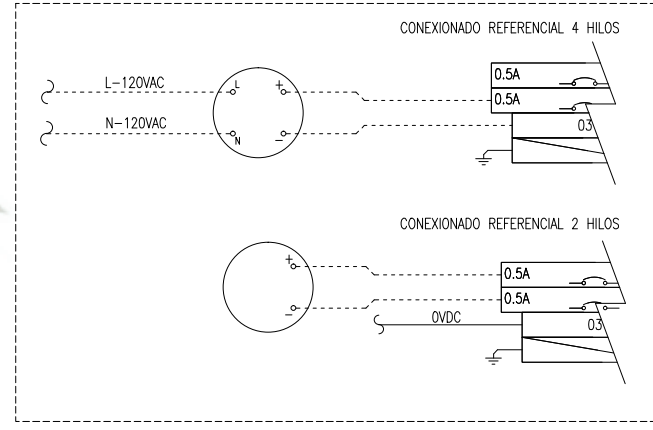 CONEXIONADO REFERENCIAL 4 HILOS
0.5A
L-120VAC
L +
0.5A
N-120VAC
N −
03
CONEXIONADO REFERENCIAL 2 HILOS
+
0.5A
0.5A
−
0VDC
03